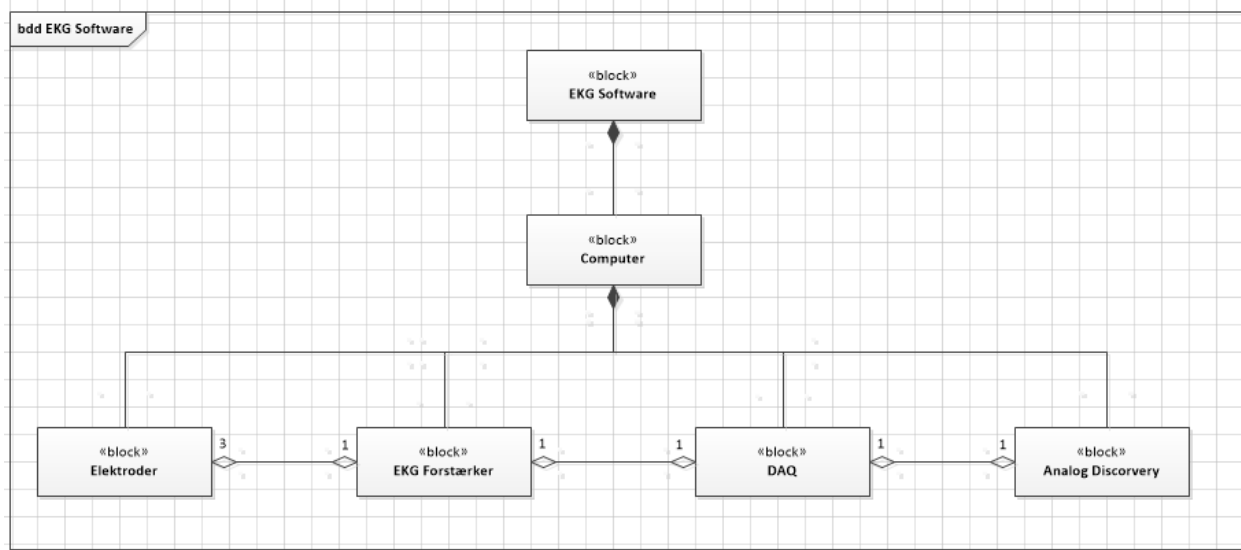 bdd EKG Software
«block»
EKG Software
«block»
Computer
«block»
Elektroder
3
1
«block»
EKG Forstærker
1
1
«block»
DAQ
1
1
«block»
Analog Discorvery